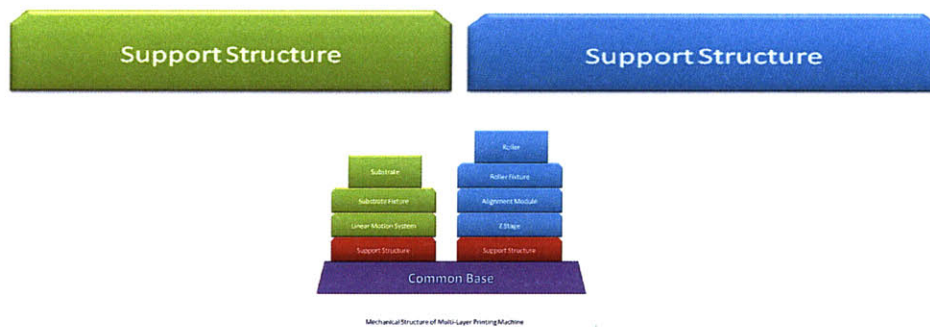 Support Structure
Support Structure
Roller
Substrate
Roller Fixture
Substrate Fixture
Alignment Module
Linear Motion System
Z Stage
Support Structure
Support Structure
Common Base
Mechanical Structure of Multi-Layer Printing Machine